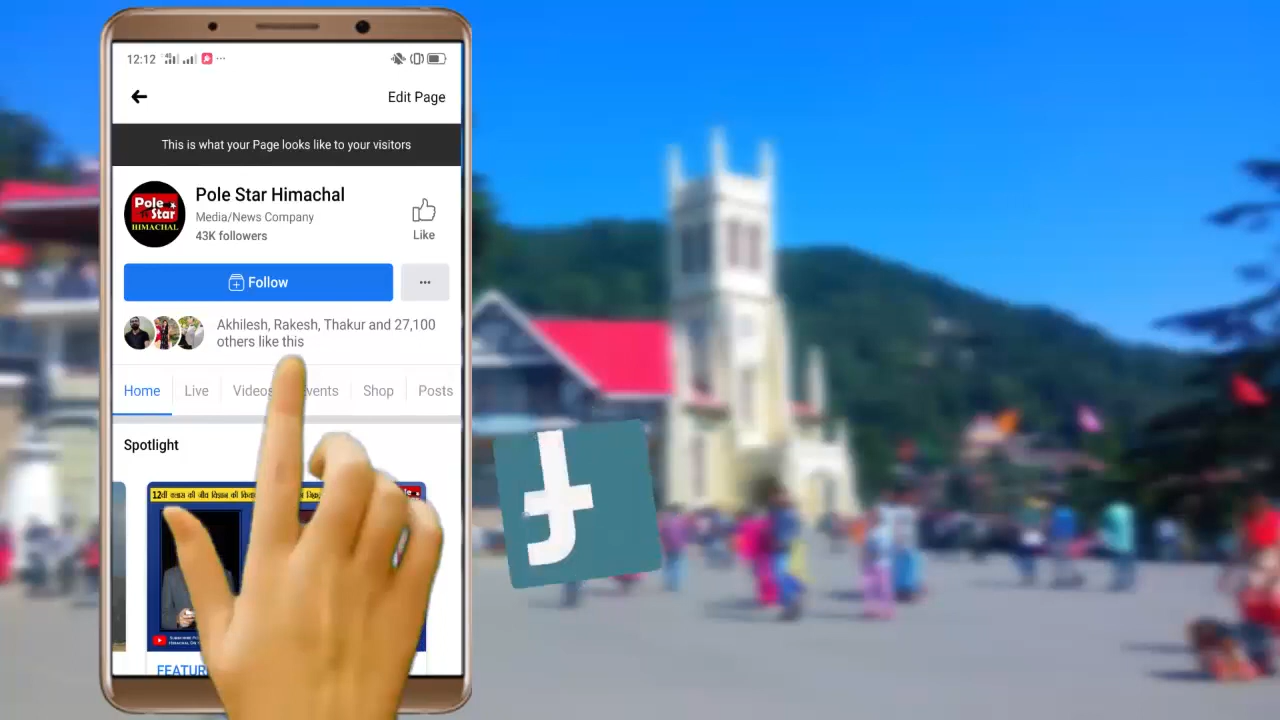 12:12
Edit Page
This is what your Page looks like to your visitors
Pole Star HIMACHAL
Pole Star Himachal
Media/News Company
43K followers
Like
Follow
Akhilesh, Rakesh, Thakur and 27,100
others like this
Home Live Videos Shop Posts
Spotlight
12वीं कक्षा की जीव विज्ञान की